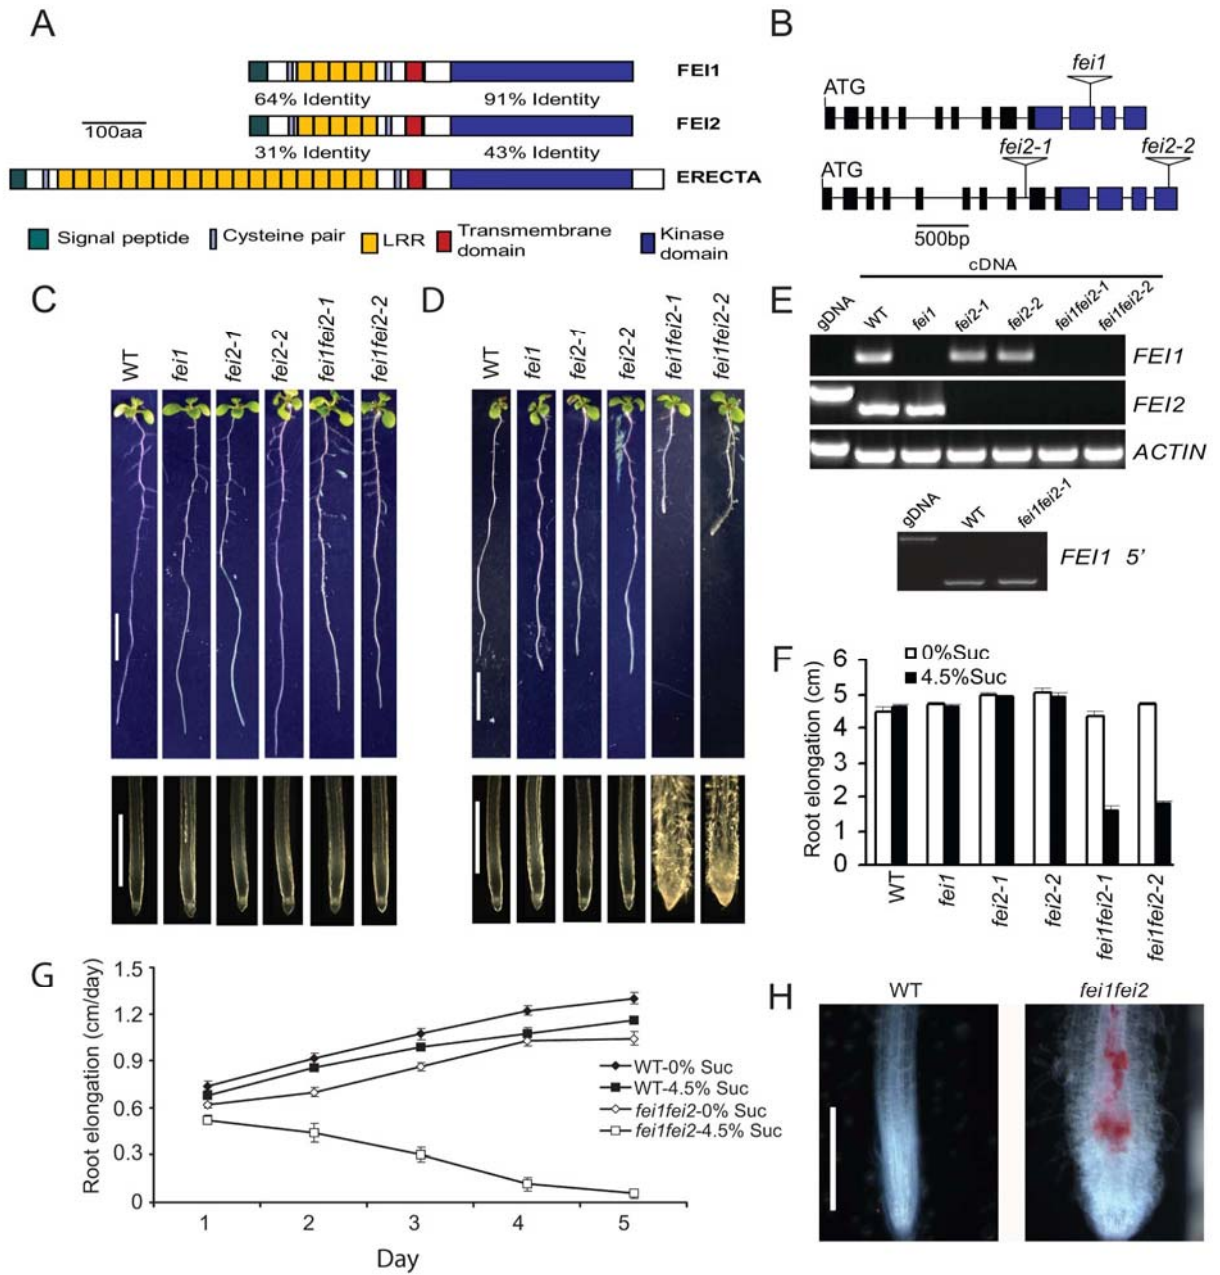 A
FEI1
64% Identity 91% Identity
100aa
FEI2
31% Identity 43% Identity
ERECTA
Signal peptide
Cysteine pair
LRR
Transmembrane
domain
Kinase
domain
B
fei1
ATG
fei2-1
fei2-2
ATG
500bp
C
WT
fei1
fei2-1
fei2-2
fei1fei2-1
fei1fei2-2
D
WT
fei1
fei2-1
fei2-2
fei1fei2-1
fei1fei2-2
E
cDNA
gDNA
WT
fei1
fei2-1
fei2-2
fei1fei2-1
fei1fei2-2
FEI1
FEI2
ACTIN
gDNA
WT
fei1fei2-1
FEI1 5'
F
0%Suc
4.5%Suc
Root elongation (cm)
6
5
4
3
2
1
0
WT
fei1
fei2-1
fei2-2
fei1fei2-1
fei1fei2-2
G
Root elongation (cm/day)
1.5
1.2
0.9
0.6
0.3
0
WT-0% Suc
WT-4.5% Suc
fei1fei2-0% Suc
fei1fei2-4.5% Suc
1 2 3 4 5
Day
H
WT
fei1fei2